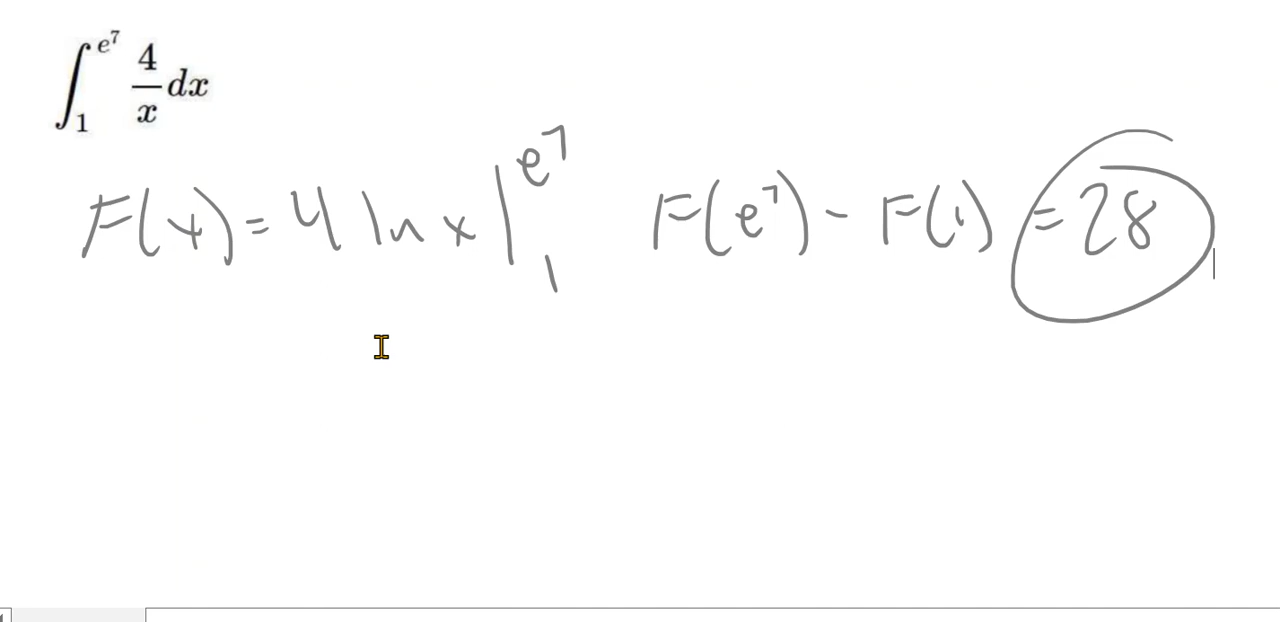 ∫₁^{e⁷} 4/x dx
F(x) = 4 ln x |₁^{e⁷} F(e⁷) - F(1) = 28